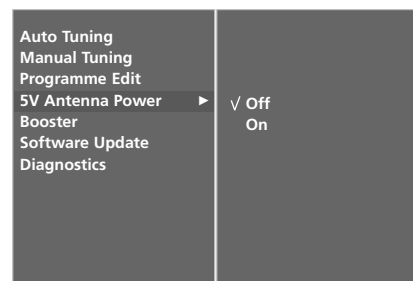 Auto Tuning
Manual Tuning
Programme Edit
5V Antenna Power ►
Booster
Software Update
Diagnostics
√ Off
On